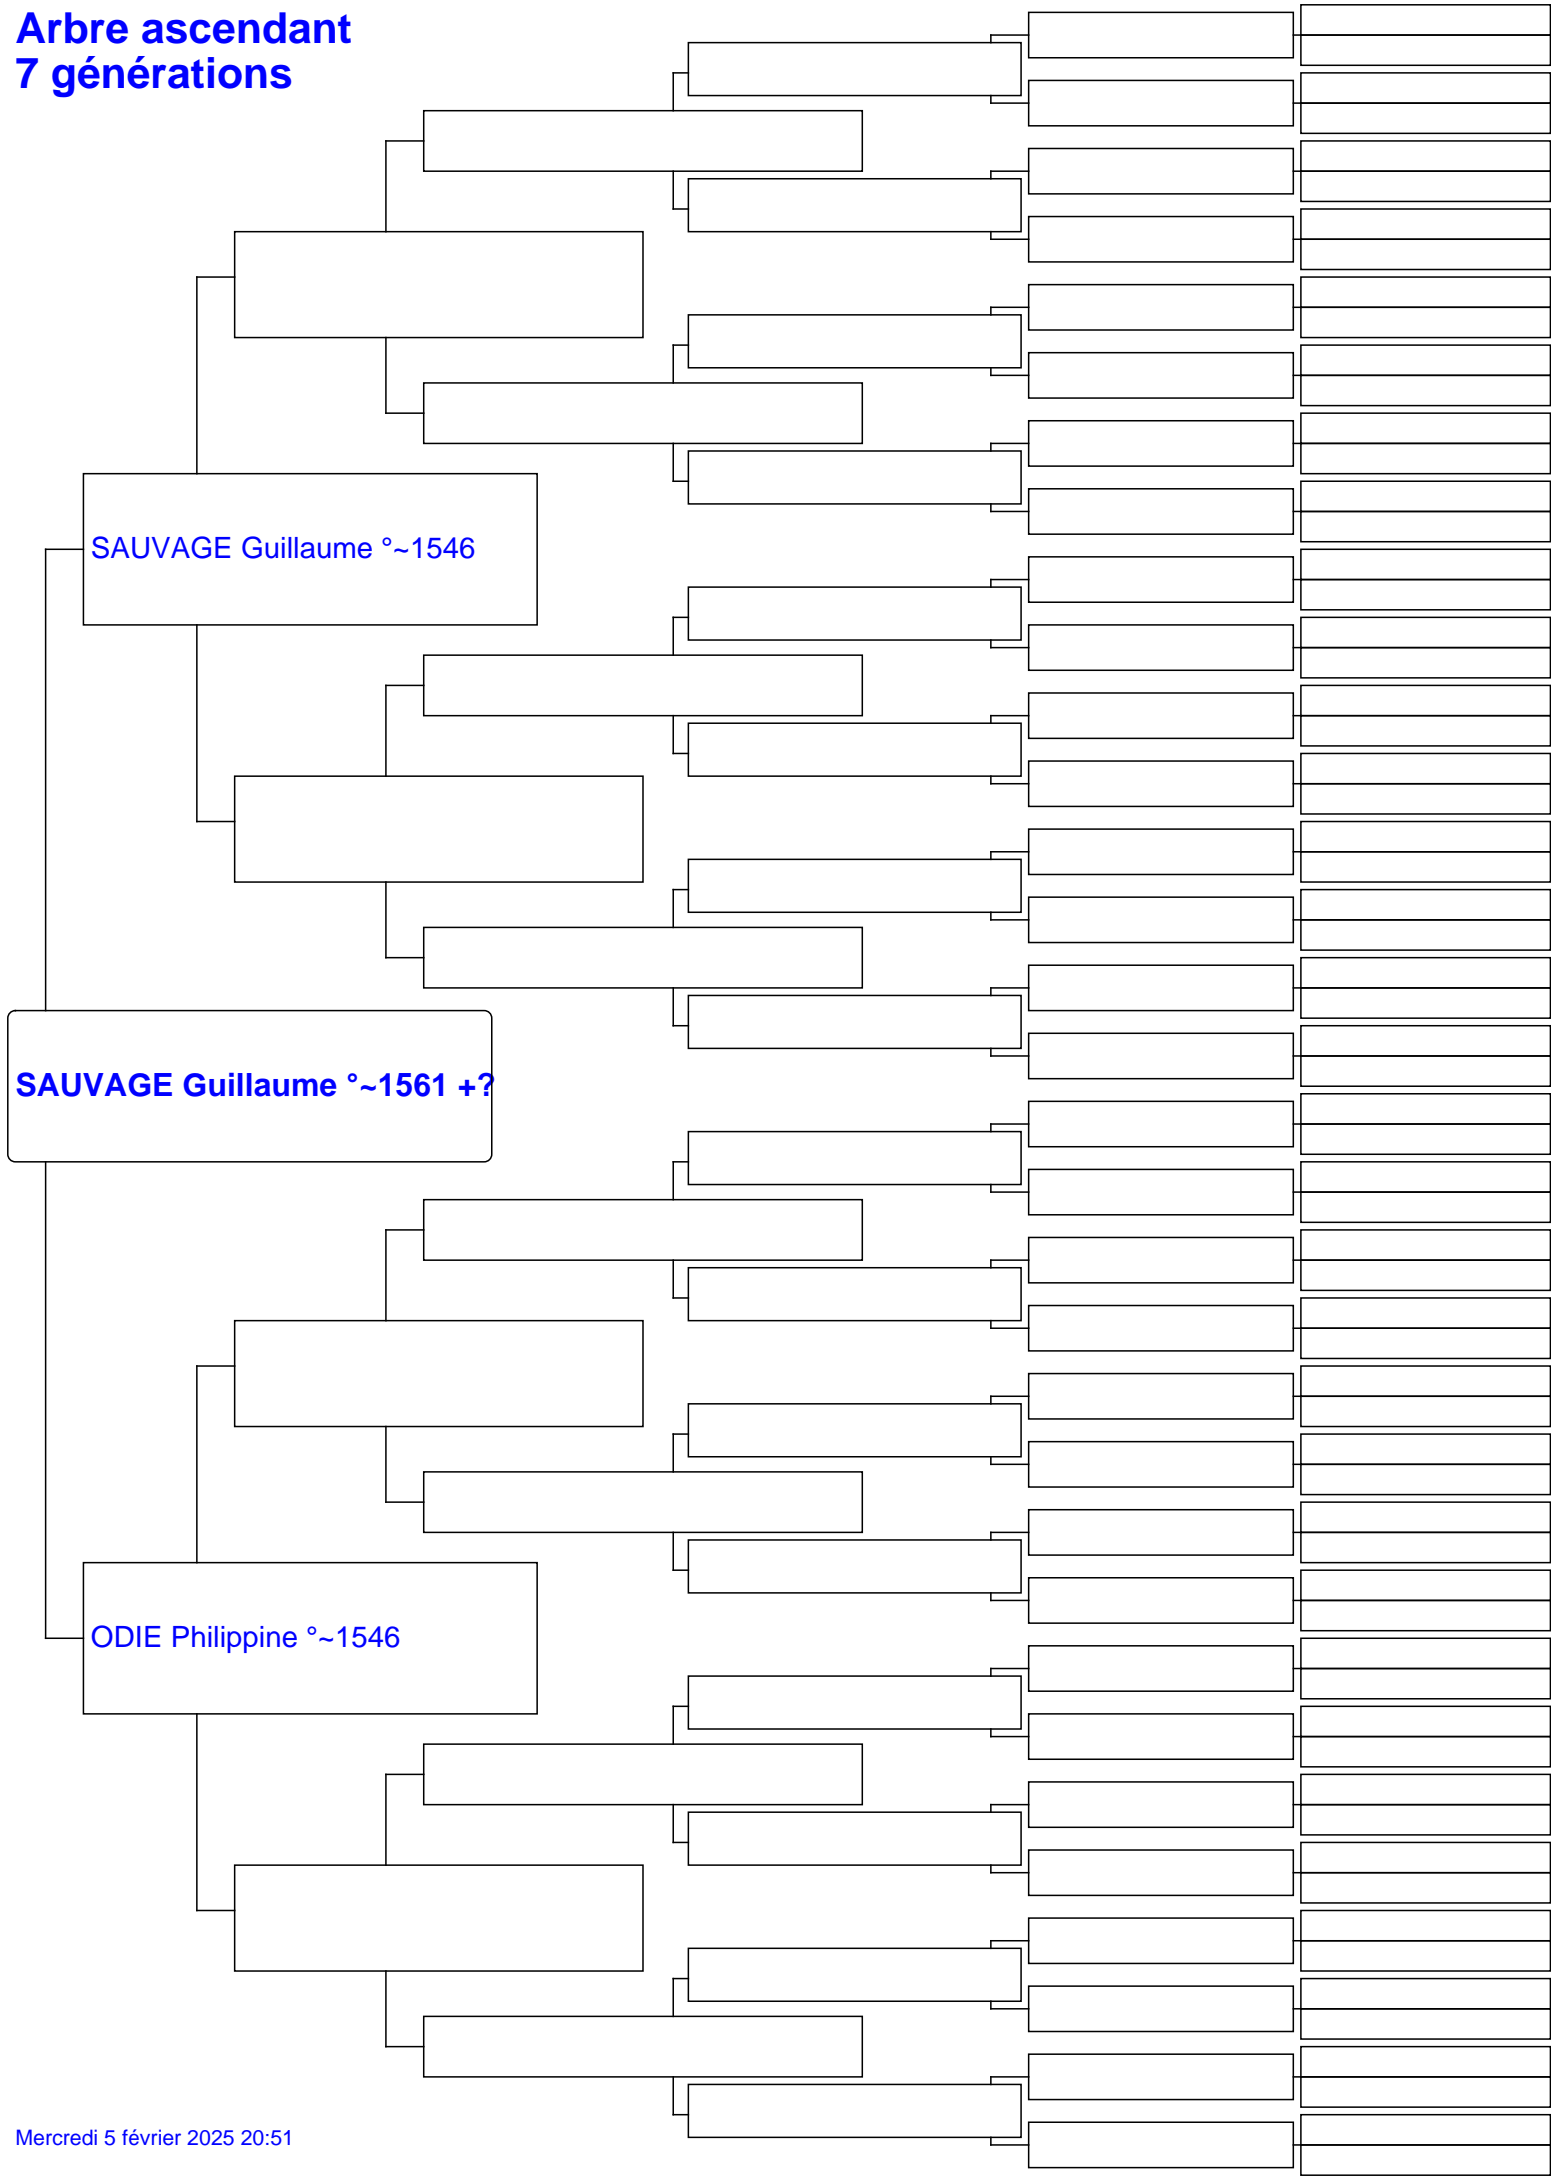 Arbre ascendant
7 générations
SAUVAGE Guillaume °~1546
SAUVAGE Guillaume °~1561 +?
ODIE Philippine °~1546
Mercredi 5 février 2025 20:51